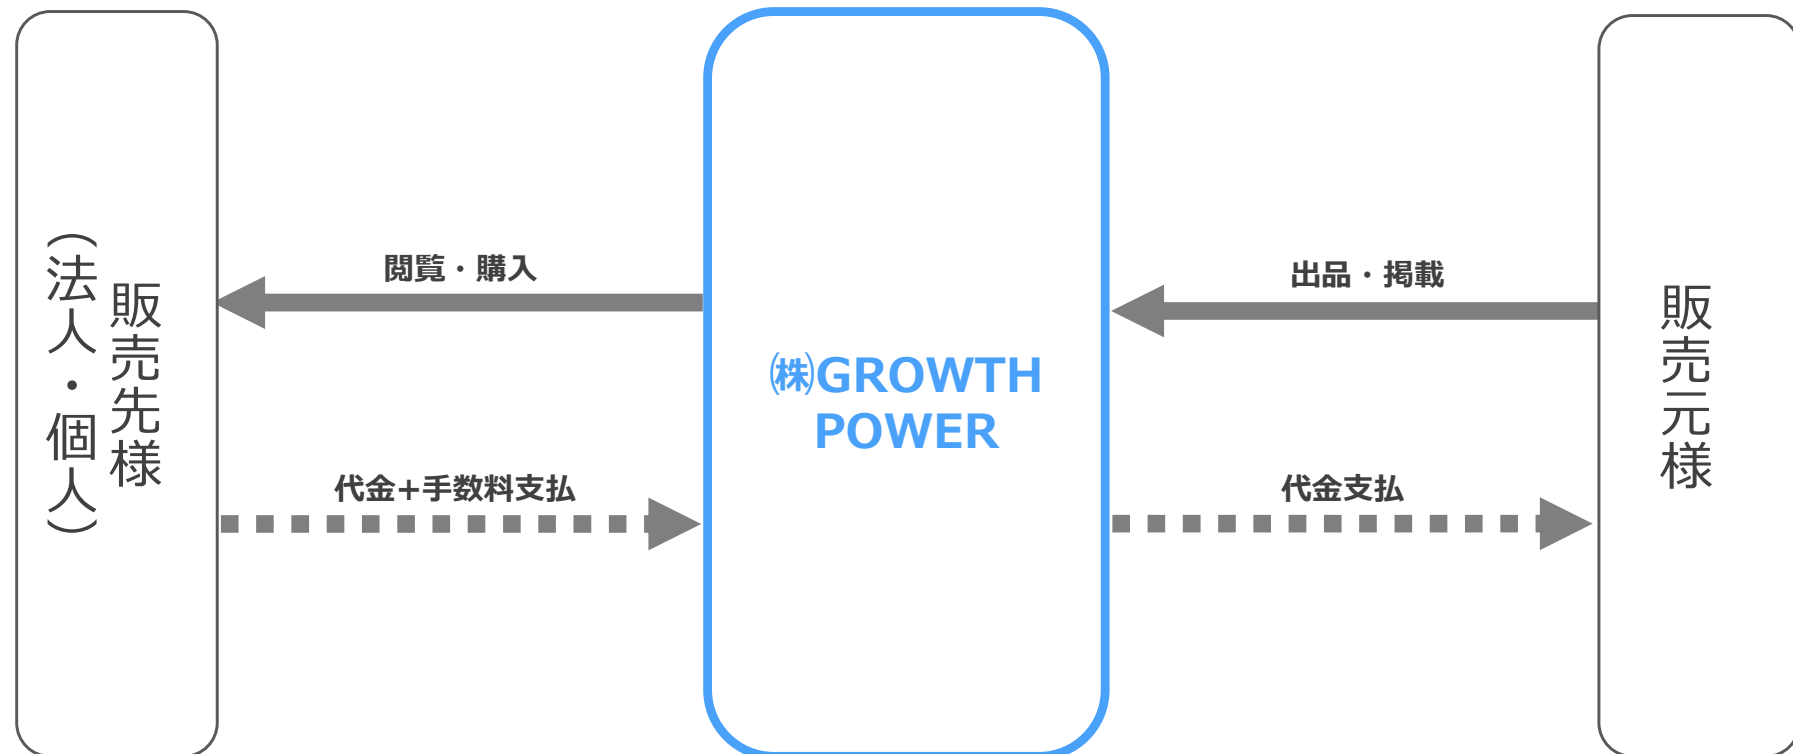 販売先様
（法人・個人）
閲覧・購入
代金+手数料支払
㈱GROWTH
POWER
出品・掲載
代金支払
販売元様